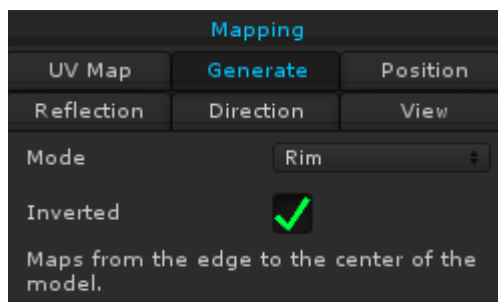 Mapping
UV Map Generate Position
Reflection Direction View
Mode Rim
Inverted
Maps from the edge to the center of the
model.